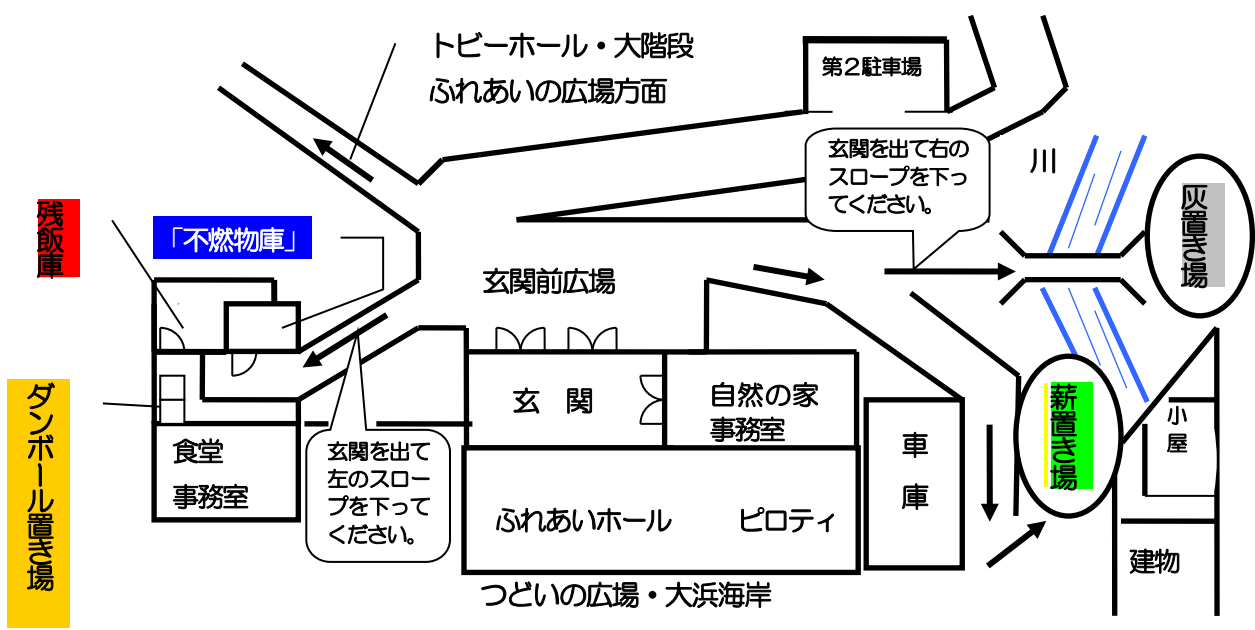 トビーホール・大階段
ふれあいの広場方面
第２駐車場
玄関を出て右の
スロープを下っ
てください。
川
灰置き場
残飯庫
「不燃物庫」
玄関前広場
ダンボール置き場
玄　関
自然の家
事務室
薪置き場
小
屋
食堂
事務室
玄関を出て
左のスロー
プを下って
ください。
車
庫
ふれあいホール　ピロティ
建物
つどいの広場・大浜海岸